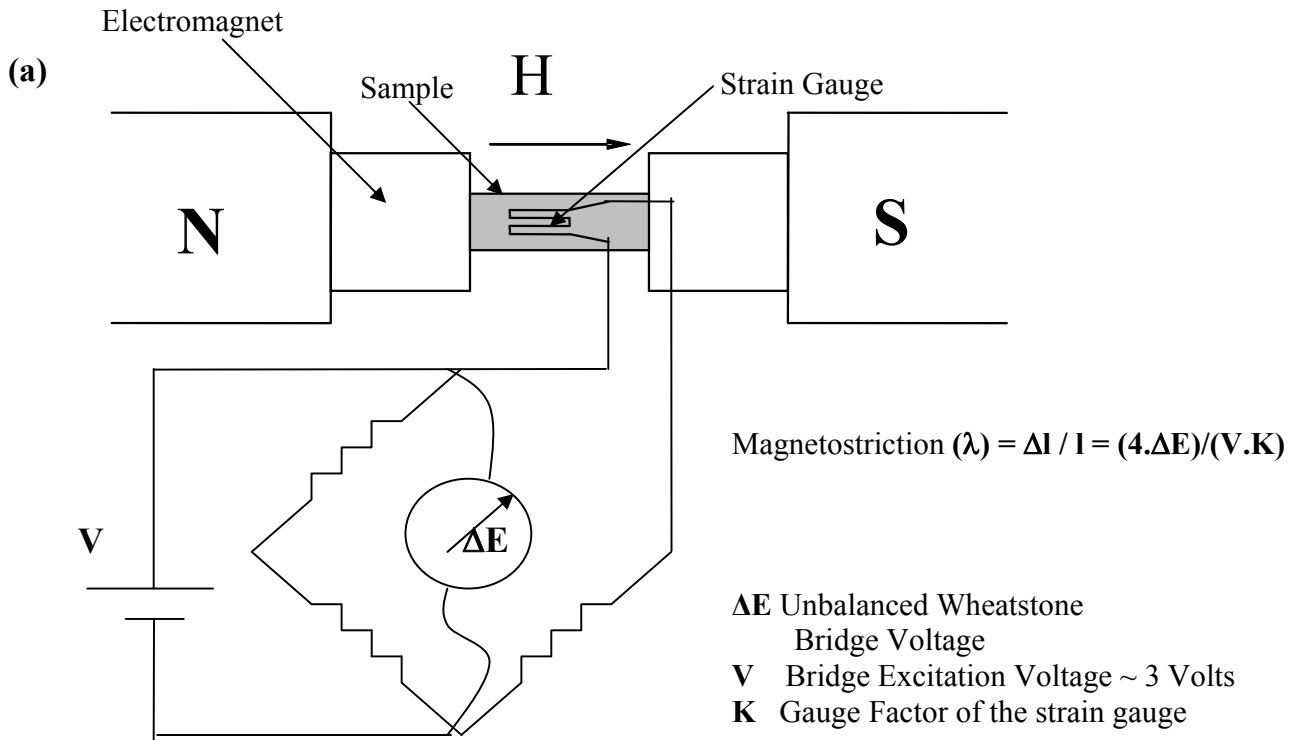 Electromagnet
(a)
H
Sample
Strain Gauge
N
S
Magnetostriction (λ) = Δl / l = (4.ΔE)/(V.K)
V
ΔE
ΔE Unbalanced Wheatstone
Bridge Voltage
V Bridge Excitation Voltage ~ 3 Volts
K Gauge Factor of the strain gauge